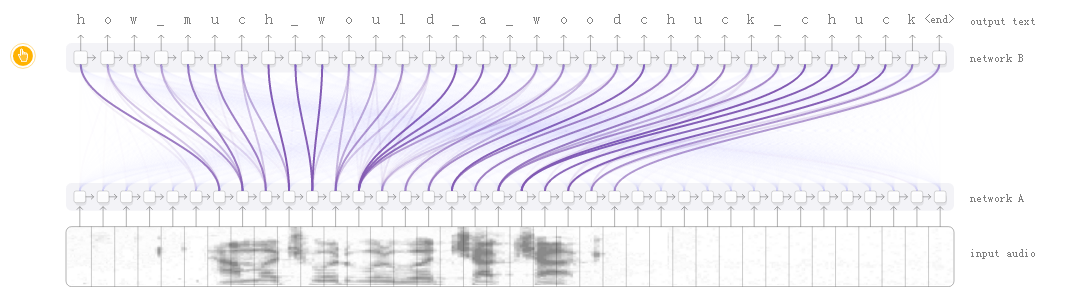 h o w _ m u c h _ w o u l d _ a _ w o o d c h u c k _ c h u c k <end> output text
network B
network A
input audio